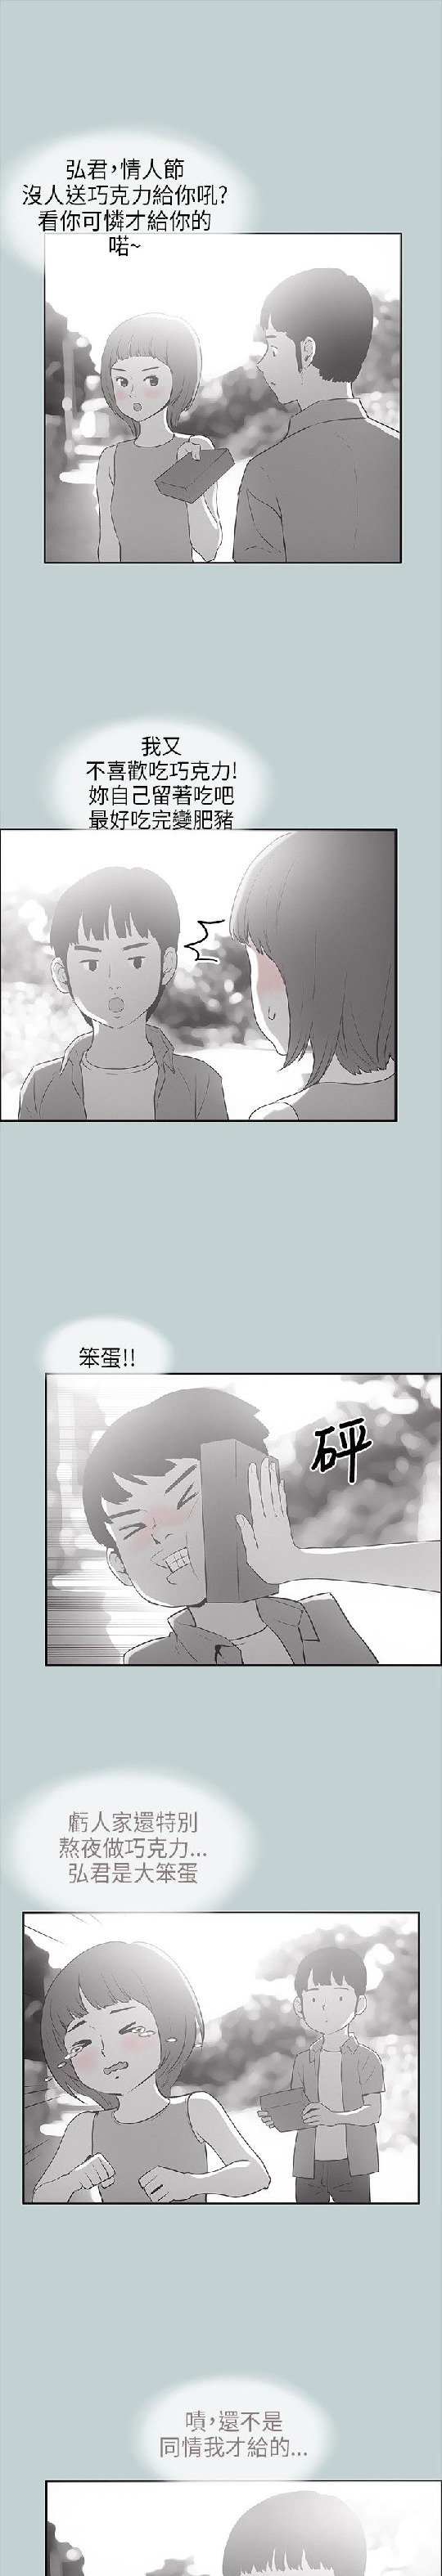 弘君，情人節
沒人送巧克力給你吼?
看你可憐才給你的
喏~
我又
不喜歡吃巧克力!
妳自己留著吃吧
最好吃完變肥豬
笨蛋!!
砰
虧人家還特別
熬夜做巧克力...
弘君是大笨蛋
嘖，還不是
同情我才給的...